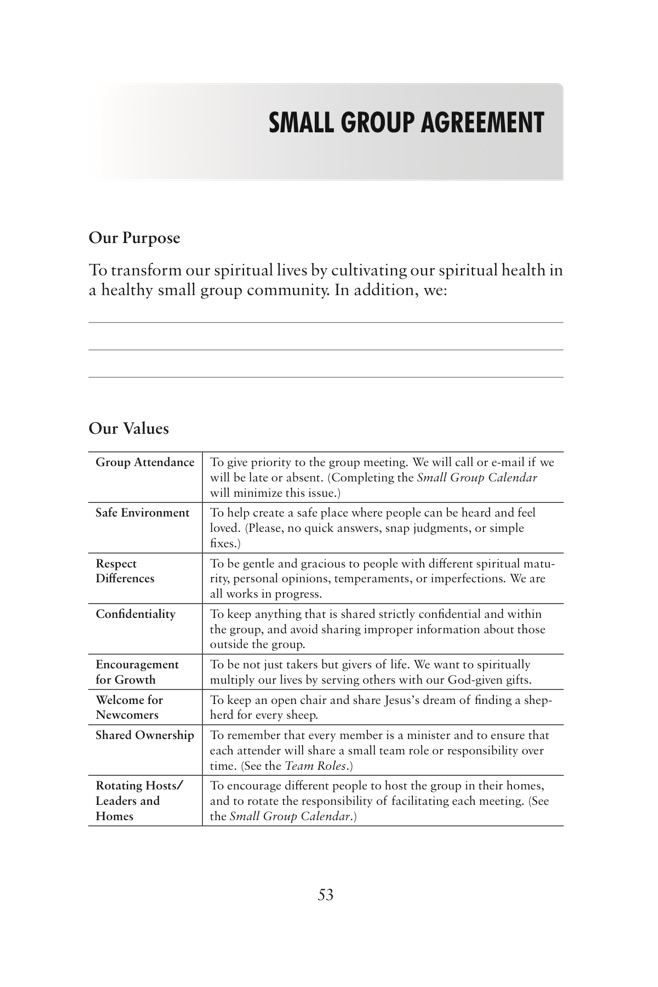 SMALL GROUP AGREEMENT
Our Purpose
To transform our spiritual lives by cultivating our spiritual health in
a healthy small group community. In addition, we:
Our Values
Group Attendance
To give priority to the group meeting. We will call or e-mail if we
will be late or absent. (Completing the Small Group Calendar
will minimize this issue.)
Safe Environment
To help create a safe place where people can be heard and feel
loved. (Please, no quick answers, snap judgments, or simple
fixes.)
Respect
Differences
To be gentle and gracious to people with different spiritual matu-
rity, personal opinions, temperaments, or imperfections. We are
all works in progress.
Confidentiality
To keep anything that is shared strictly confidential and within
the group, and avoid sharing improper information about those
outside the group.
Encouragement
for Growth
To be not just takers but givers of life. We want to spiritually
multiply our lives by serving others with our God-given gifts.
Welcome for
Newcomers
To keep an open chair and share Jesus's dream of finding a shep-
herd for every sheep.
Shared Ownership
To remember that every member is a minister and to ensure that
each attender will share a small team role or responsibility over
time. (See the Team Roles.)
Rotating Hosts/
Leaders and
Homes
To encourage different people to host the group in their homes,
and to rotate the responsibility of facilitating each meeting. (See
the Small Group Calendar.)
53